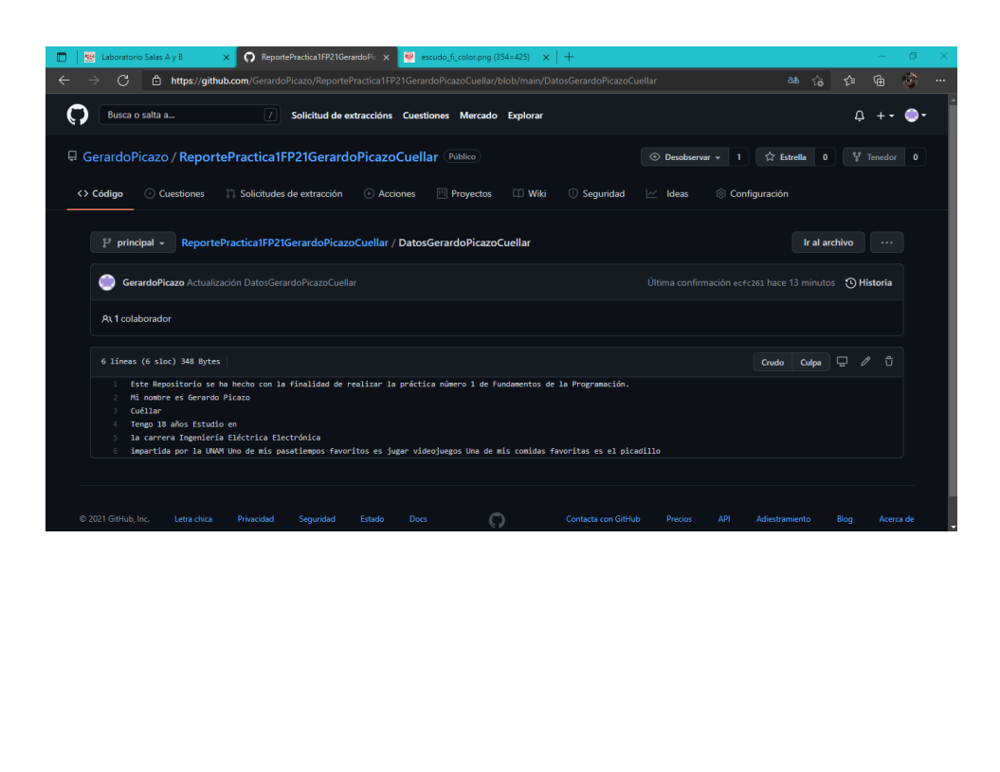 Laboratorio Salas A y B
ReportePractica1FP21GerardoPic
escudo_fi_color.png (354×425)
https://github.com/GerardoPicazo/ReportePractica1FP21GerardoPicazoCuellar/blob/main/DatosGerardoPicazoCuellar
Busca o salta a... / Solicitud de extraccións Cuestiones Mercado Explorar
GerardoPicazo / ReportePractica1FP21GerardoPicazoCuellar Público Desobservar 1 Estrella 0 Tenedor 0
Código Cuestiones Solicitudes de extracción Acciones Proyectos Wiki Seguridad Ideas Configuración
principal ReportePractica1FP21GerardoPicazoCuellar / DatosGerardoPicazoCuellar Ir al archivo ...
GerardoPicazo Actualización DatosGerardoPicazoCuellar Última confirmación ecfc261 hace 13 minutos Historia
1 colaborador
6 líneas (6 sloc) 348 Bytes Crudo Culpa
1 Este Repositorio se ha hecho con la finalidad de realizar la práctica número 1 de Fundamentos de la Programación.
2 Mi nombre es Gerardo Picazo
3 Cuéllar
4 Tengo 18 años Estudio en
5 la carrera Ingeniería Eléctrica Electrónica
6 impartida por la UNAM Uno de mis pasatiempos favoritos es jugar videojuegos Una de mis comidas favoritas es el picadillo
© 2021 GitHub, Inc. Letra chica Privacidad Seguridad Estado Docs Contacta con GitHub Precios API Adiestramiento Blog Acerca de